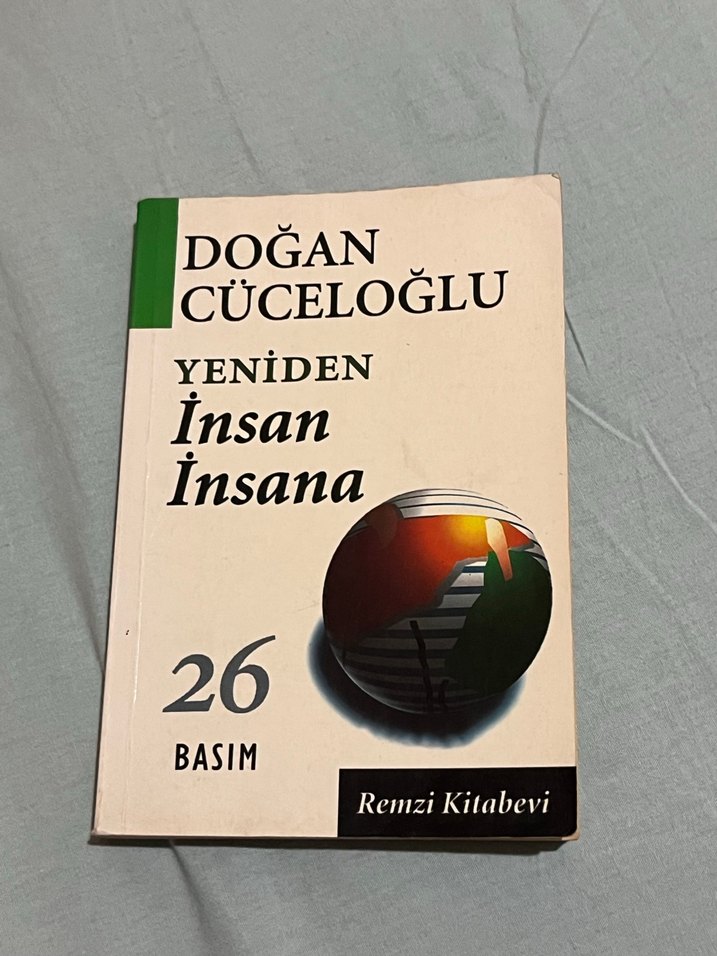 DOĞAN
CÜCELOĞLU
YENİDEN
İnsan
İnsana
26
BASIM
Remzi Kitabevi